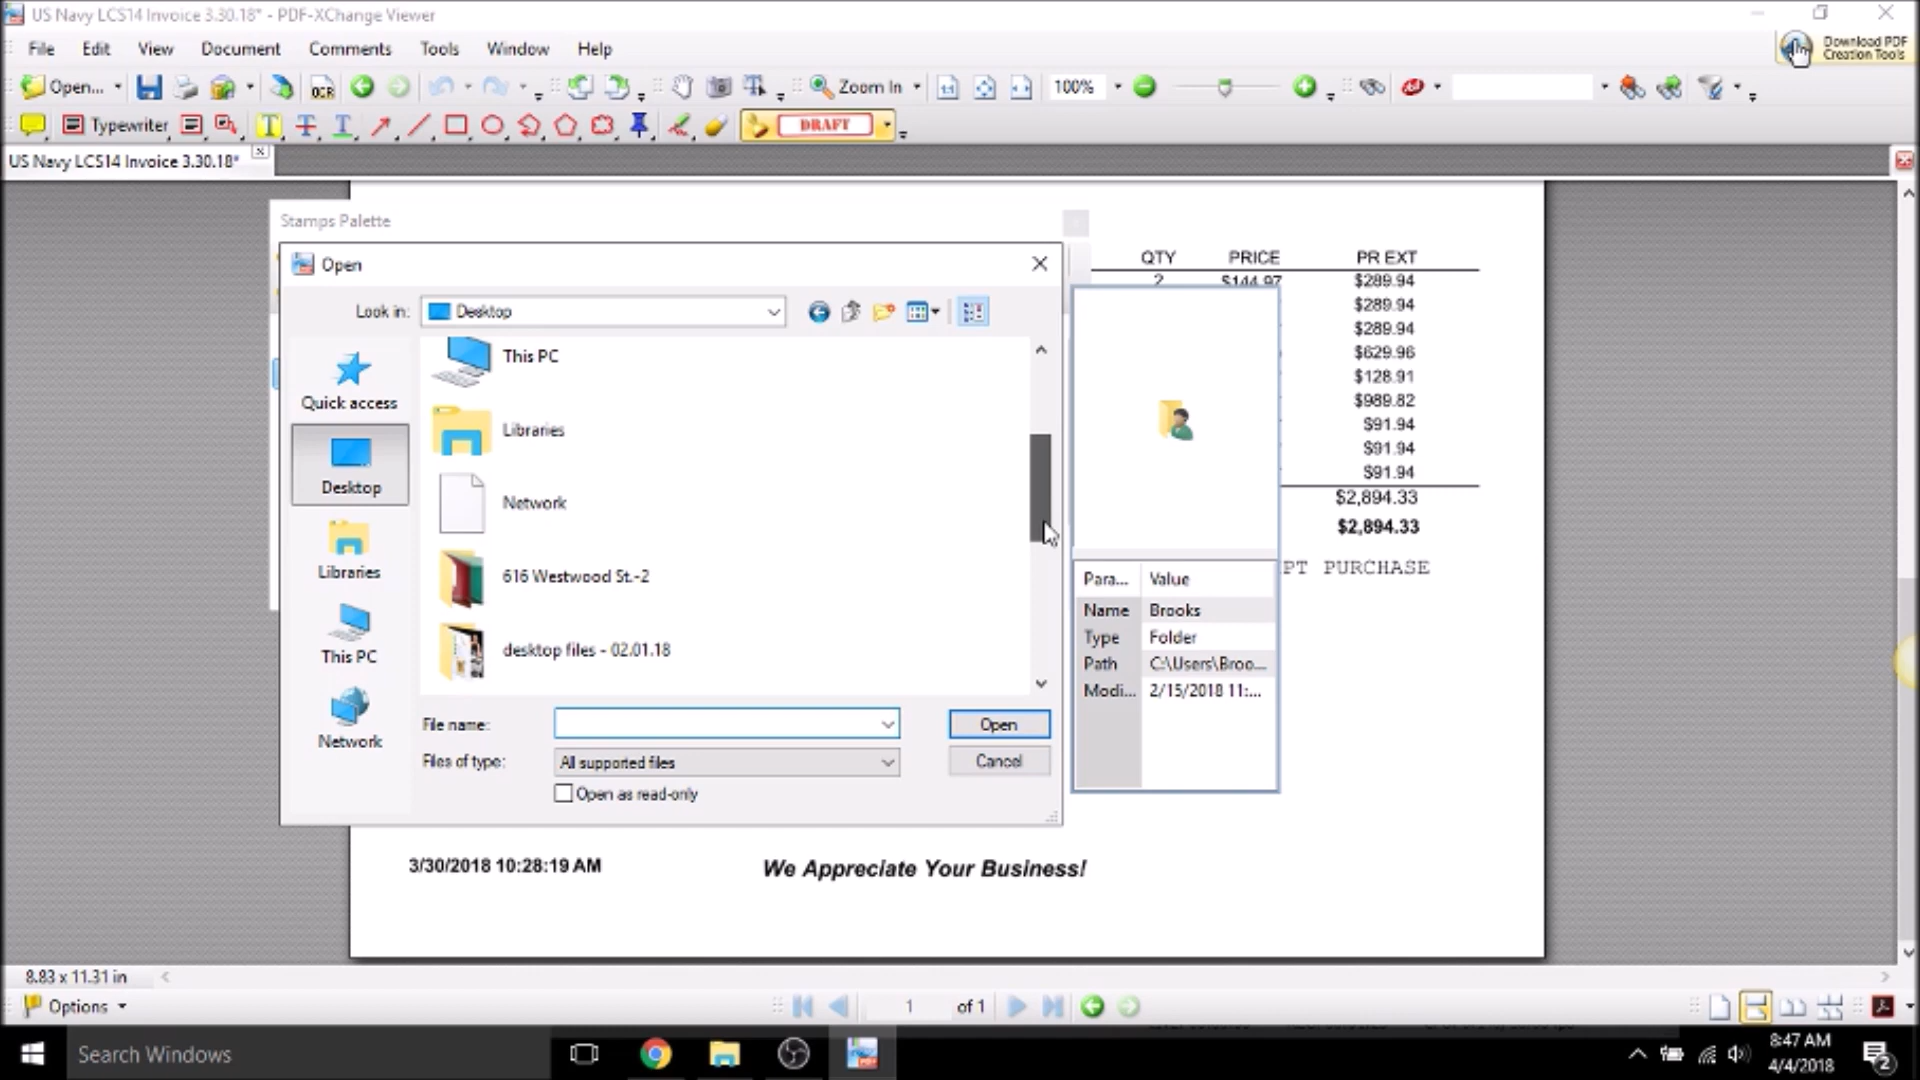 US Navy LCS14 Invoice 3.30.18* - PDF-XChange Viewer
File Edit View Document Comments Tools Window Help
Download PDF
Creation Tools
Open... OCR Zoom In 1:1 100%
Typewriter T T T DRAFT
US Navy LCS14 Invoice 3.30.18*
Stamps Palette
Open
Look in: Desktop
Quick access
Desktop
Libraries
This PC
Network
This PC
Libraries
Network
616 Westwood St.-2
desktop files - 02.01.18
File name: Open
Files of type: All supported files Cancel
Open as read-only
Para... Value
Name Brooks
Type Folder
Path C:\Users\Broo...
Modi... 2/15/2018 11:...
QTY PRICE PR EXT
2 $144.97 $289.94
$289.94
$289.94
$629.96
$128.91
$989.82
$91.94
$91.94
$91.94
$2,894.33
$2,894.33
PT PURCHASE
3/30/2018 10:28:19 AM We Appreciate Your Business!
8.83 x 11.31 in
Options 1 of 1
Search Windows
8:47 AM
4/4/2018
2